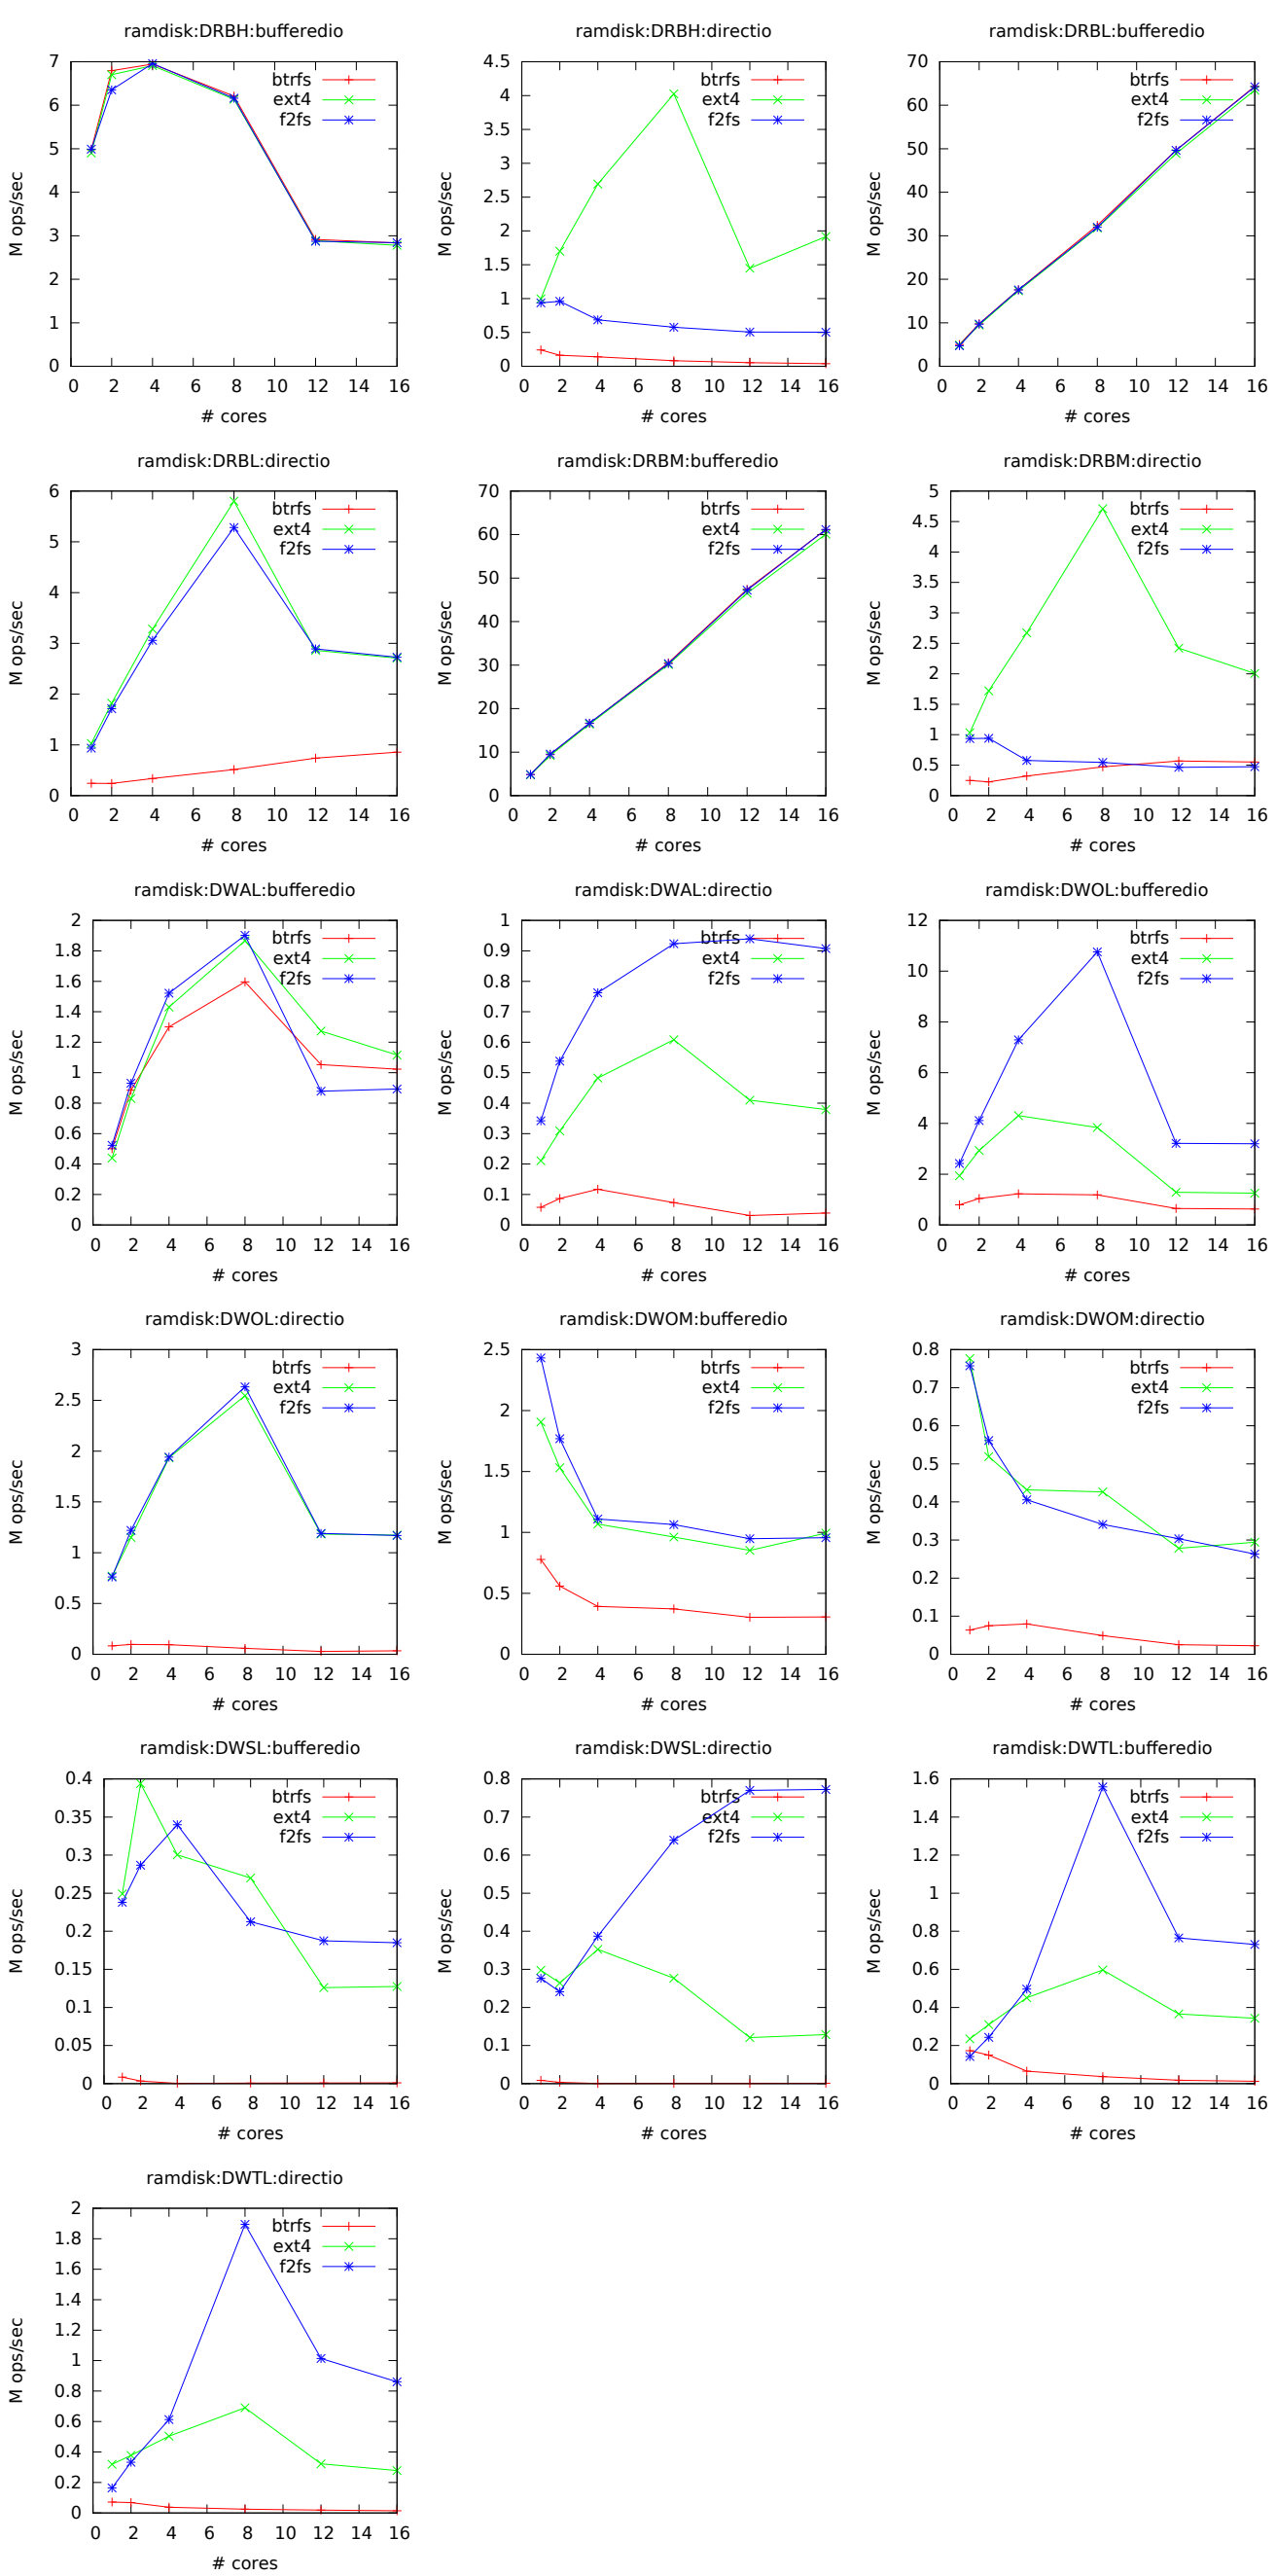 ramdisk:DRBH:bufferedio
M ops/sec
7
6
5
4
3
2
1
0
btrfs
ext4
f2fs
0 2 4 6 8 10 12 14 16
# cores
ramdisk:DRBH:directio
M ops/sec
4.5
4
3.5
3
2.5
2
1.5
1
0.5
0
btrfs
ext4
f2fs
0 2 4 6 8 10 12 14 16
# cores
ramdisk:DRBL:bufferedio
M ops/sec
70
60
50
40
30
20
10
0
btrfs
ext4
f2fs
0 2 4 6 8 10 12 14 16
# cores
ramdisk:DRBL:directio
M ops/sec
6
5
4
3
2
1
0
btrfs
ext4
f2fs
0 2 4 6 8 10 12 14 16
# cores
ramdisk:DRBM:bufferedio
M ops/sec
70
60
50
40
30
20
10
0
btrfs
ext4
f2fs
0 2 4 6 8 10 12 14 16
# cores
ramdisk:DRBM:directio
M ops/sec
5
4.5
4
3.5
3
2.5
2
1.5
1
0.5
0
btrfs
ext4
f2fs
0 2 4 6 8 10 12 14 16
# cores
ramdisk:DWAL:bufferedio
M ops/sec
2
1.8
1.6
1.4
1.2
1
0.8
0.6
0.4
0.2
0
btrfs
ext4
f2fs
0 2 4 6 8 10 12 14 16
# cores
ramdisk:DWAL:directio
M ops/sec
1
0.9
0.8
0.7
0.6
0.5
0.4
0.3
0.2
0.1
0
btrfs
ext4
f2fs
0 2 4 6 8 10 12 14 16
# cores
ramdisk:DWOL:bufferedio
M ops/sec
12
10
8
6
4
2
0
btrfs
ext4
f2fs
0 2 4 6 8 10 12 14 16
# cores
ramdisk:DWOL:directio
M ops/sec
3
2.5
2
1.5
1
0.5
0
btrfs
ext4
f2fs
0 2 4 6 8 10 12 14 16
# cores
ramdisk:DWOM:bufferedio
M ops/sec
2.5
2
1.5
1
0.5
0
btrfs
ext4
f2fs
0 2 4 6 8 10 12 14 16
# cores
ramdisk:DWOM:directio
M ops/sec
0.8
0.7
0.6
0.5
0.4
0.3
0.2
0.1
0
btrfs
ext4
f2fs
0 2 4 6 8 10 12 14 16
# cores
ramdisk:DWSL:bufferedio
M ops/sec
0.4
0.35
0.3
0.25
0.2
0.15
0.1
0.05
0
btrfs
ext4
f2fs
0 2 4 6 8 10 12 14 16
# cores
ramdisk:DWSL:directio
M ops/sec
0.8
0.7
0.6
0.5
0.4
0.3
0.2
0.1
0
btrfs
ext4
f2fs
0 2 4 6 8 10 12 14 16
# cores
ramdisk:DWTL:bufferedio
M ops/sec
1.6
1.4
1.2
1
0.8
0.6
0.4
0.2
0
btrfs
ext4
f2fs
0 2 4 6 8 10 12 14 16
# cores
ramdisk:DWTL:directio
M ops/sec
2
1.8
1.6
1.4
1.2
1
0.8
0.6
0.4
0.2
0
btrfs
ext4
f2fs
0 2 4 6 8 10 12 14 16
# cores